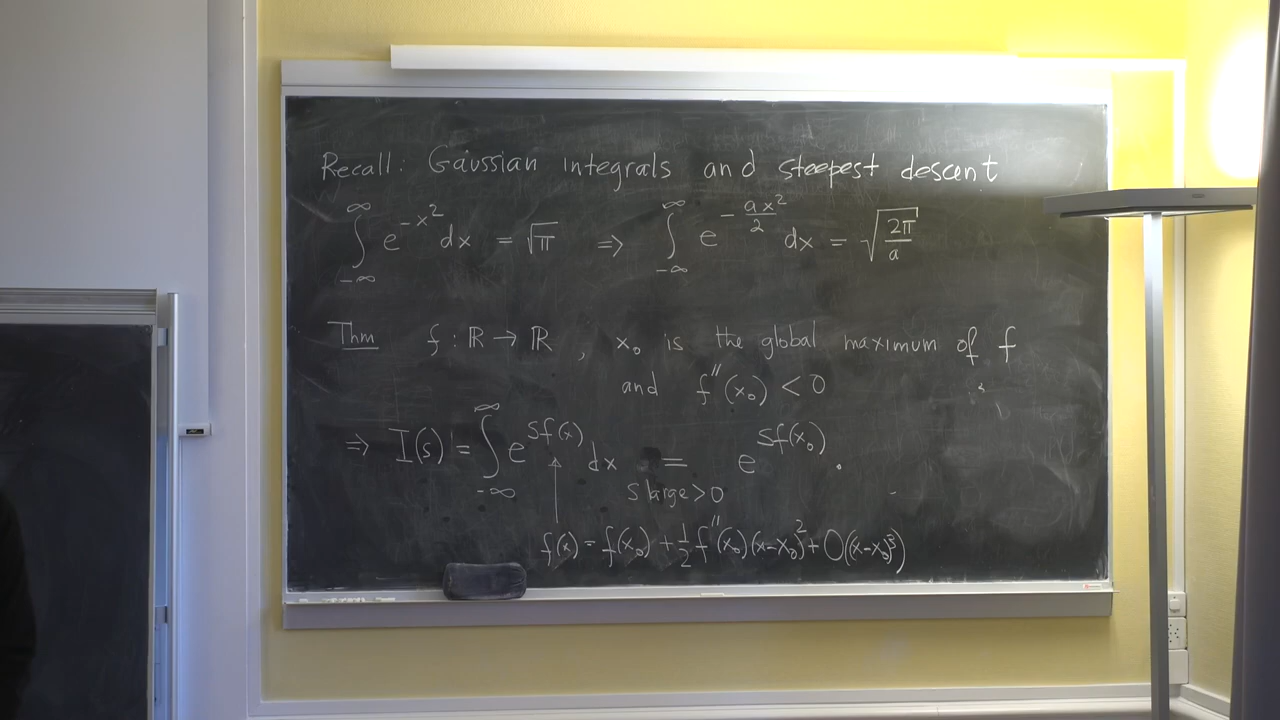 Recall: Gaussian integrals and steepest descent
∫_{-∞}^{∞} e^{-x²} dx = √π ⇒ ∫_{-∞}^{∞} e^{-ax²/2} dx = √(2π/a)
Thm f : ℝ → ℝ , x₀ is the global maximum of f
and f''(x₀) < 0
⇒ I(s) = ∫_{-∞}^{∞} e^{sf(x)} dx = e^{sf(x₀)} .
s large > 0
f(x) = f(x₀) + ½ f''(x₀)(x-x₀)² + O((x-x₀)³)